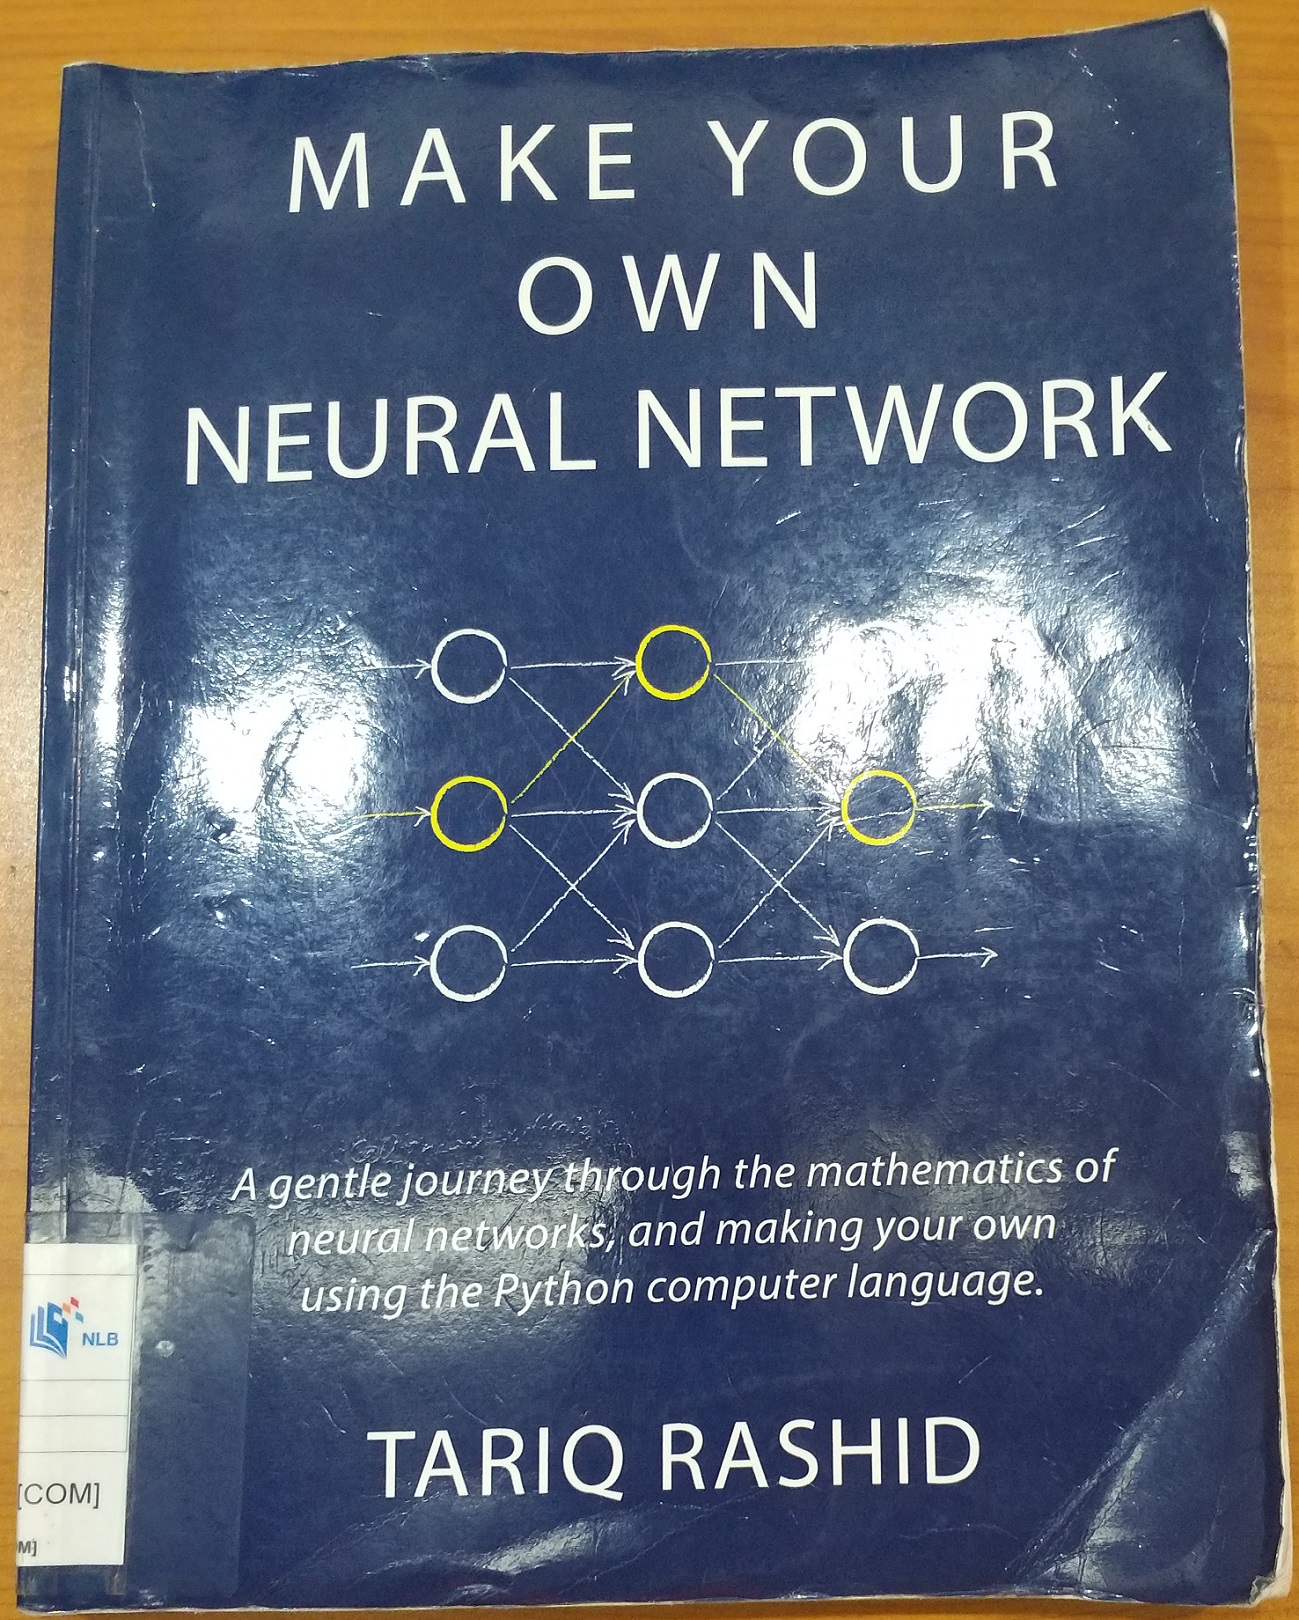 MAKE YOUR
OWN
NEURAL NETWORK
A gentle journey through the mathematics of
neural networks, and making your own
using the Python computer language.
NLB
[COM]
M]
TARIQ RASHID